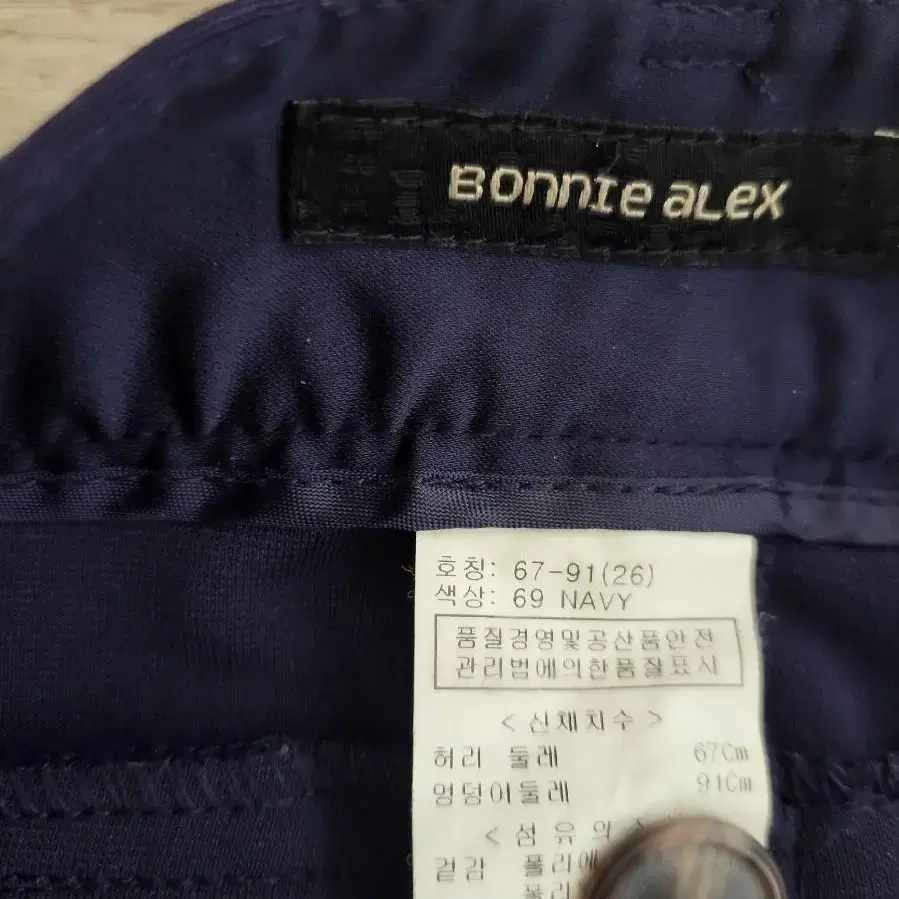 BONNIE ALEX
호칭: 67-91(26)
색상: 69 NAVY
품질경영및공산품안전
관리법에의한품질표시
< 신체치수 >
허리 둘레 67Cm
엉덩이둘레 91Cm
< 섬유의
겉감